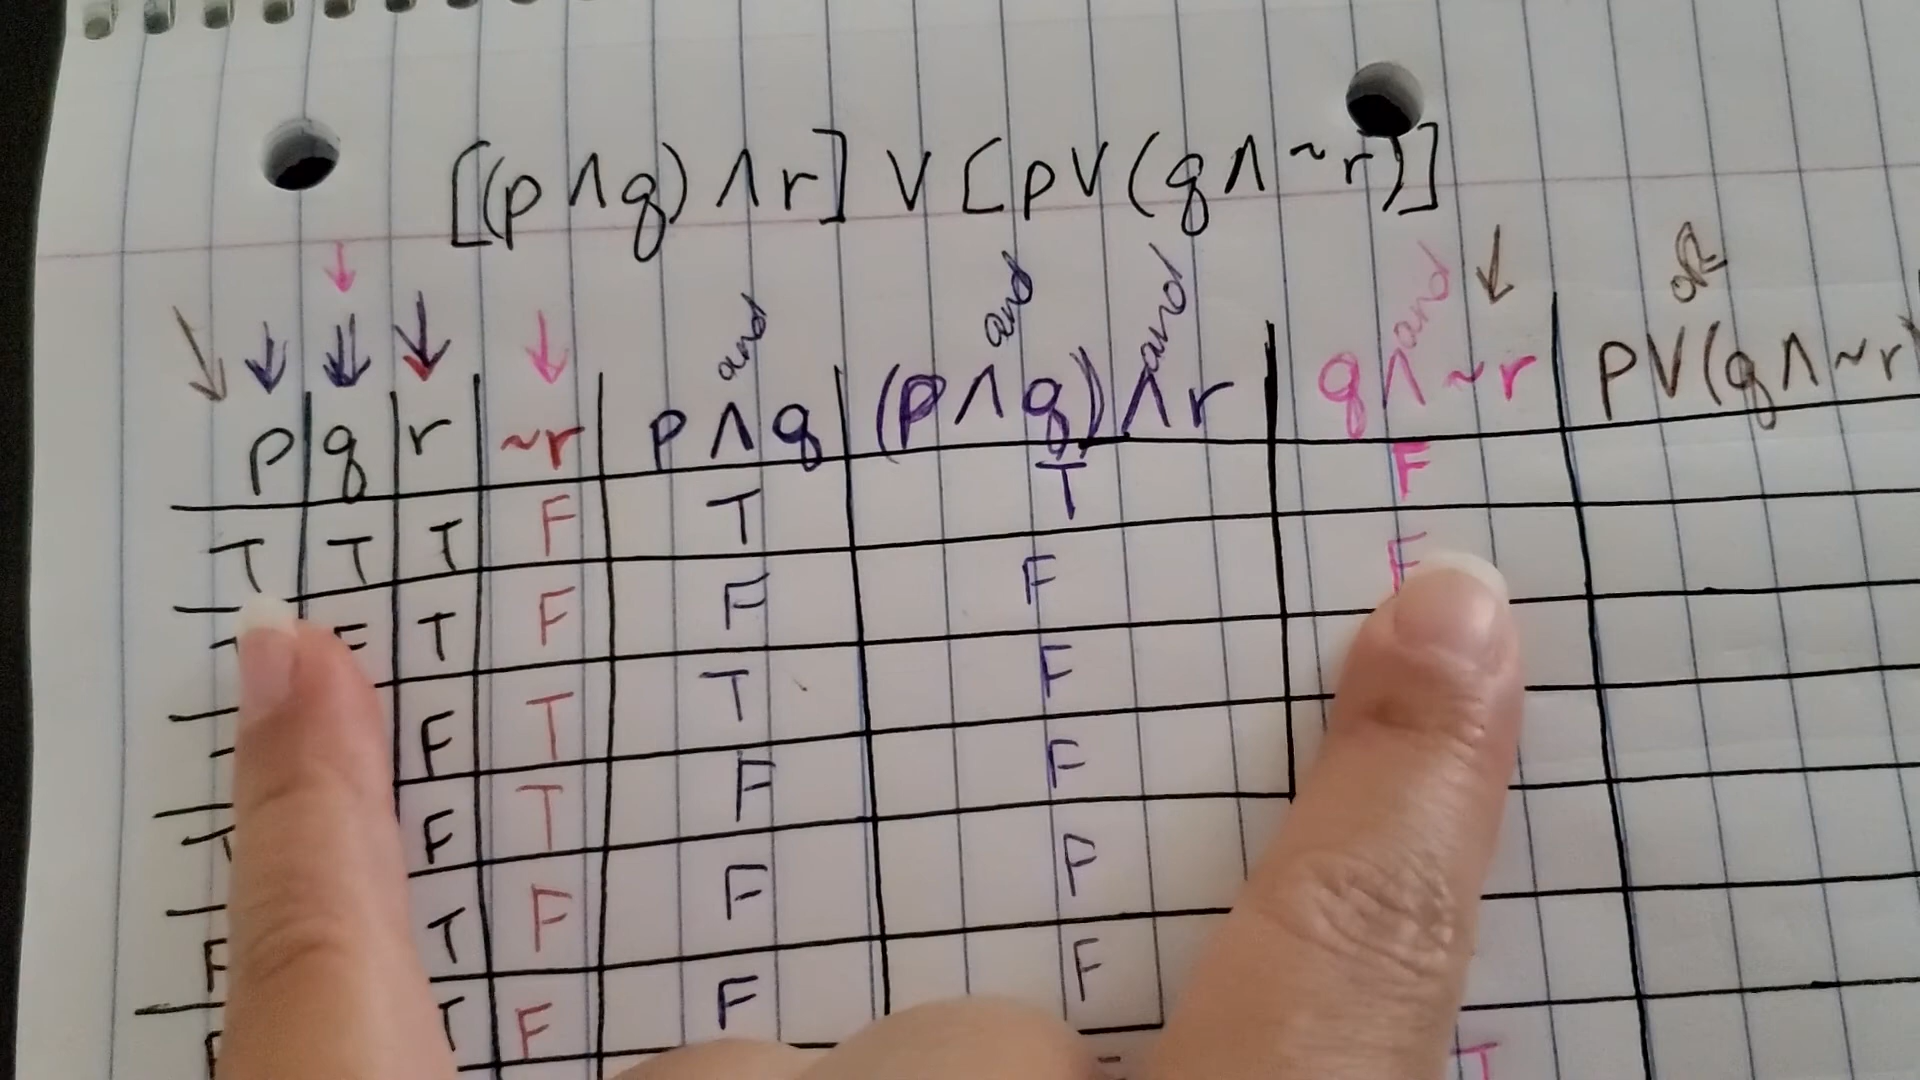 [(p ∧ q) ∧ r] ∨ [p ∨ (q ∧ ~r)]
and and and and or
p q r ~r p ∧ q (p ∧ q) ∧ r q ∧ ~r p ∨ (q ∧ ~r
T T T F T T F
T F T F F F F
F T T F
T F T F F
F T F F F
F T F F F
T